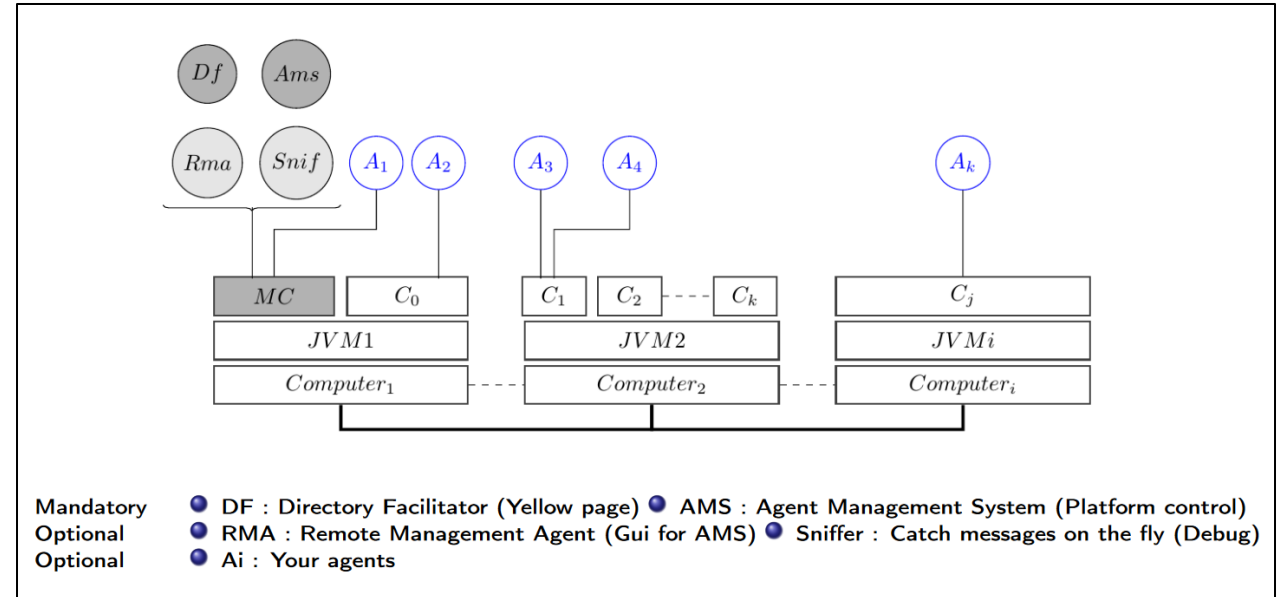 Df Ams
Rma Snif A₁ A₂ A₃ A₄ Aₖ
MC C₀ C₁ C₂ Cₖ Cⱼ
JVM1 JVM2 JVMi
Computer₁ Computer₂ Computerᵢ
Mandatory DF : Directory Facilitator (Yellow page) AMS : Agent Management System (Platform control)
Optional RMA : Remote Management Agent (Gui for AMS) Sniffer : Catch messages on the fly (Debug)
Optional Ai : Your agents